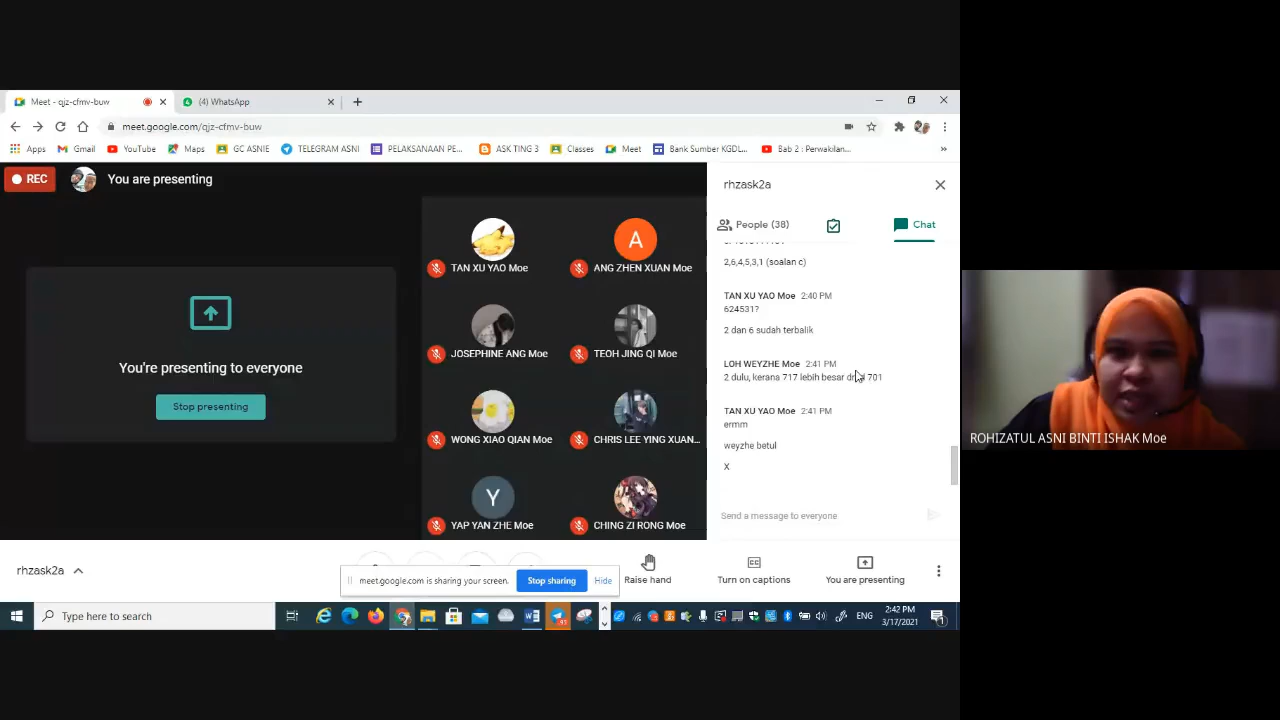 Meet - qjz-cfmv-buw
(4) WhatsApp
meet.google.com/qjz-cfmv-buw
Apps
Gmail
YouTube
Maps
GC ASNIE
TELEGRAM ASNI
PELAKSANAAN PE...
ASK TING 3
Classes
Meet
Bank Sumber KGDL...
Bab 2 : Perwakilan...
REC
You are presenting
rhzask2a
People (38)
Chat
2,6,4,5,3,1 (soalan c)
TAN XU YAO Moe 2:40 PM
624531?
2 dan 6 sudah terbalik
LOH WEYZHE Moe 2:41 PM
2 dulu, kerana 717 lebih besar 701
TAN XU YAO Moe 2:41 PM
ermm
weyzhe betul
X
Send a message to everyone
You're presenting to everyone
Stop presenting
TAN XU YAO Moe
A
ANG ZHEN XUAN Moe
JOSEPHINE ANG Moe
TEOH JING QI Moe
WONG XIAO QIAN Moe
CHRIS LEE YING XUAN...
Y
YAP YAN ZHE Moe
CHING ZI RONG Moe
ROHIZATUL ASNI BINTI ISHAK Moe
rhzask2a
meet.google.com is sharing your screen.
Stop sharing
Hide
Raise hand
Turn on captions
You are presenting
Type here to search
ENG
2:42 PM
3/17/2021